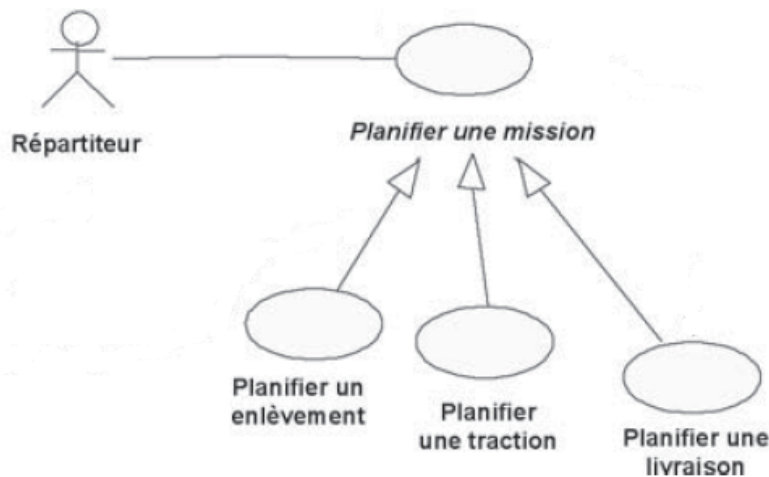 Répartiteur
Planifier une mission
Planifier un
enlèvement
Planifier
une traction
Planifier une
livraison